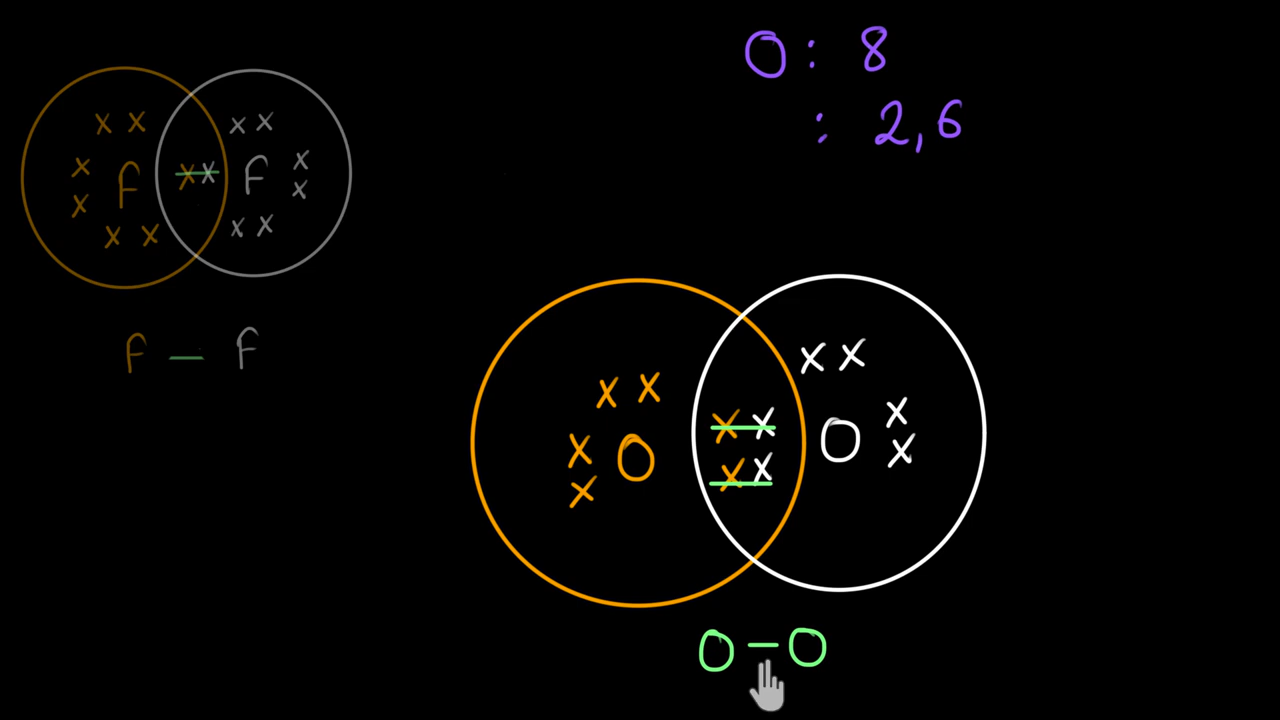 O: 8
: 2,6
x x x x
x F x x F x
x x
x x x x
F - F
x x
x x
x x x x
x O x x O x
x
O-O